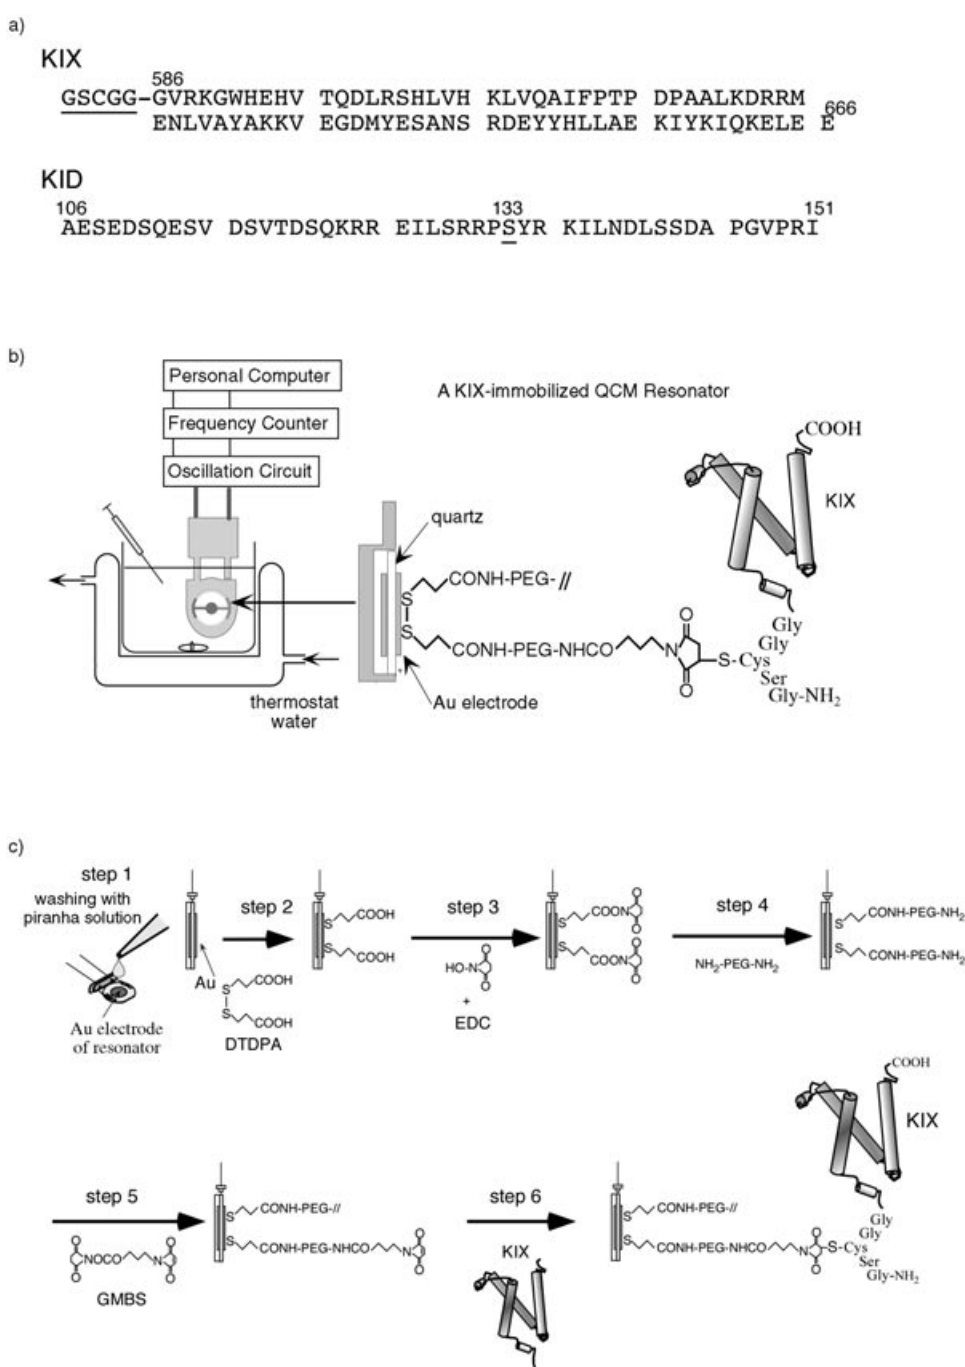 a)
KIX
586
GSCGG–GVRKGWHEHV TQDLRSHLVH KLVQAIFPTP DPAALKDRRM
ENLVAYAKKV EGDMYESANS RDEYYHLLAE KIYKIQKELE E
666
KID
106 133 151
AESEDSQESV DSVTDSQKRR EILSRRPSYR KILNDLSSDA PGVPRI
b)
Personal Computer
A KIX-immobilized QCM Resonator
Frequency Counter
Oscillation Circuit
COOH
KIX
quartz
S CONH-PEG-//
S CONH-PEG-NHCO N O O S-Cys
Gly
Gly
Ser
Gly-NH2
thermostat
water
Au electrode
c)
step 1
washing with
piranha solution
Au electrode
of resonator
Au
step 2
S COOH
S COOH
DTDPA
S COOH
S COOH
step 3
HO-N O O
+
EDC
S COON O O
S COON O O
step 4
NH2-PEG-NH2
S CONH-PEG-NH2
S CONH-PEG-NH2
step 5
O O NOCO N O O
GMBS
S CONH-PEG-//
S CONH-PEG-NHCO N O O
step 6
KIX
S CONH-PEG-//
S CONH-PEG-NHCO N O O S-Cys
COOH
KIX
Gly
Gly
Ser
Gly-NH2